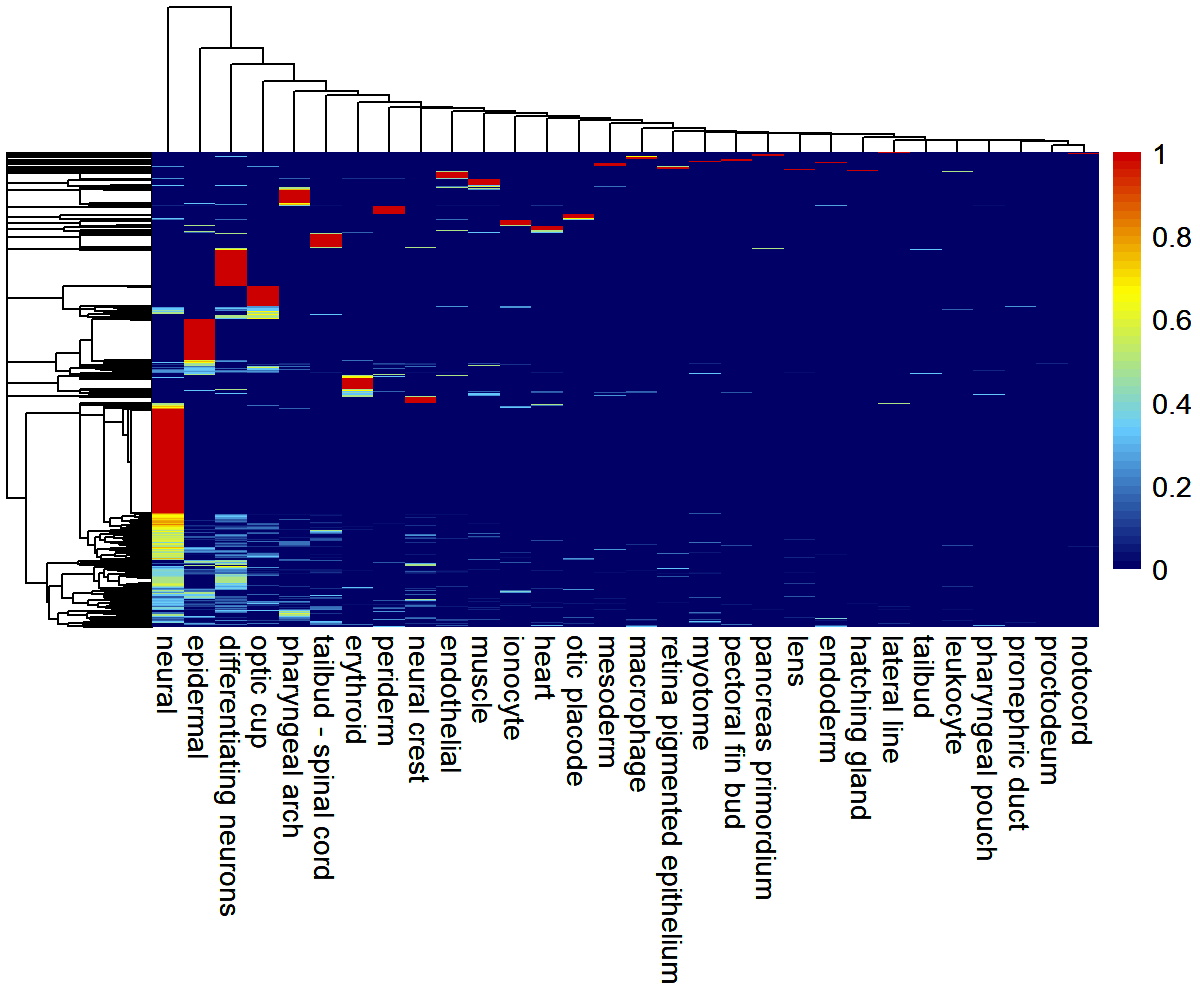 1
0.8
0.6
0.4
0.2
0
neural
epidermal
differentiating neurons
optic cup
pharyngeal arch
tailbud - spinal cord
erythroid
periderm
neural crest
endothelial
muscle
ionocyte
heart
otic placode
mesoderm
macrophage
retina pigmented epithelium
myotome
pectoral fin bud
pancreas primordium
lens
endoderm
hatching gland
lateral line
tailbud
leukocyte
pharyngeal pouch
pronephric duct
proctodeum
notocord